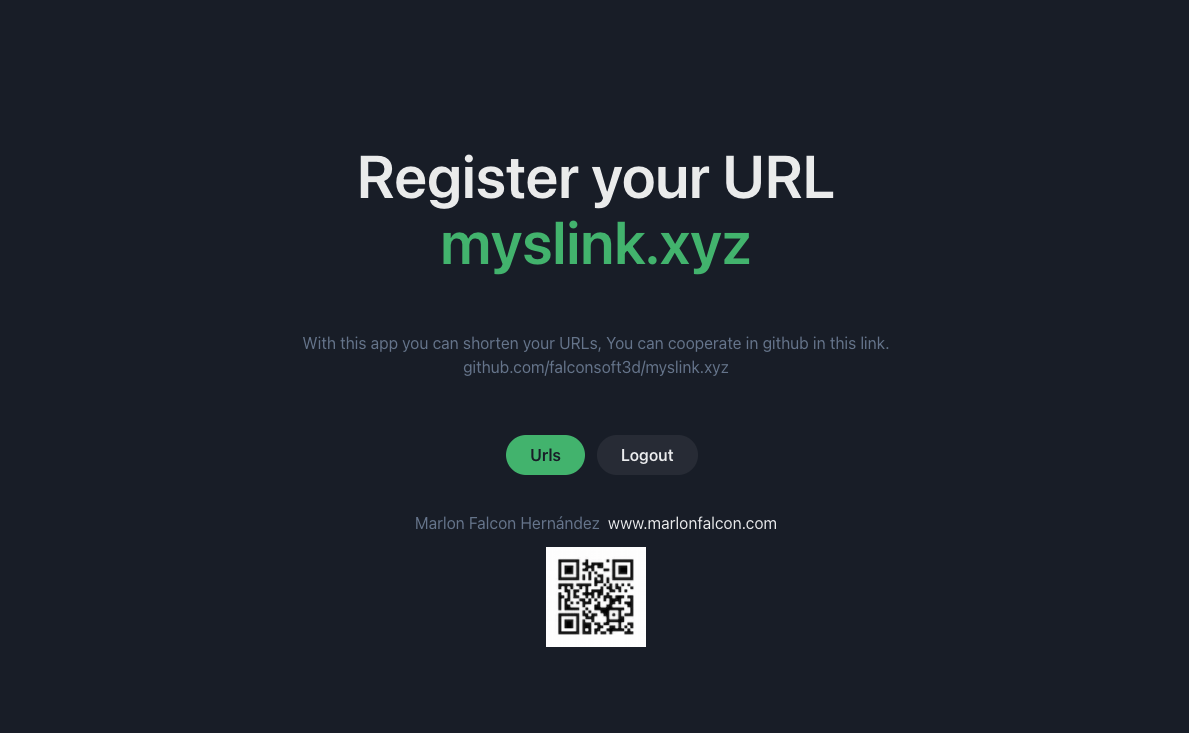 Register your URL
myslink.xyz
With this app you can shorten your URLs, You can cooperate in github in this link.
github.com/falconsoft3d/myslink.xyz
Urls Logout
Marlon Falcon Hernández www.marlonfalcon.com